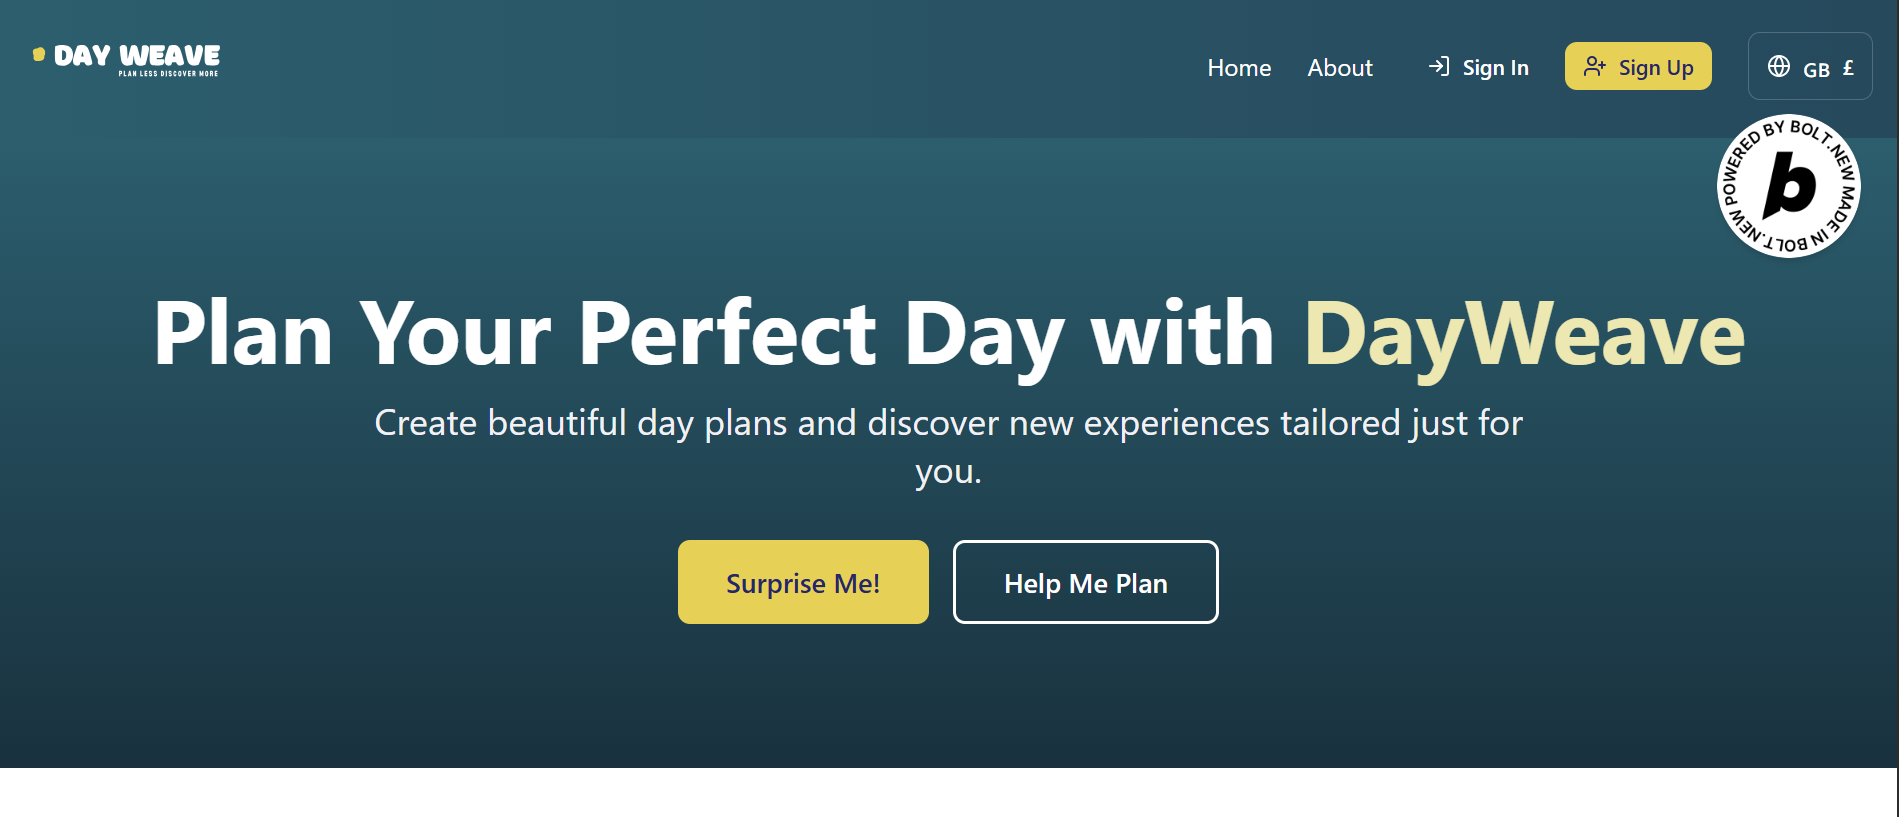 DAY WEAVE
PLAN LESS DISCOVER MORE
Home
About
Sign In
Sign Up
GB £
POWERED BY BOLT.NEW MADE IN BOLT.NEW
b
Plan Your Perfect Day with DayWeave
Create beautiful day plans and discover new experiences tailored just for
you.
Surprise Me!
Help Me Plan